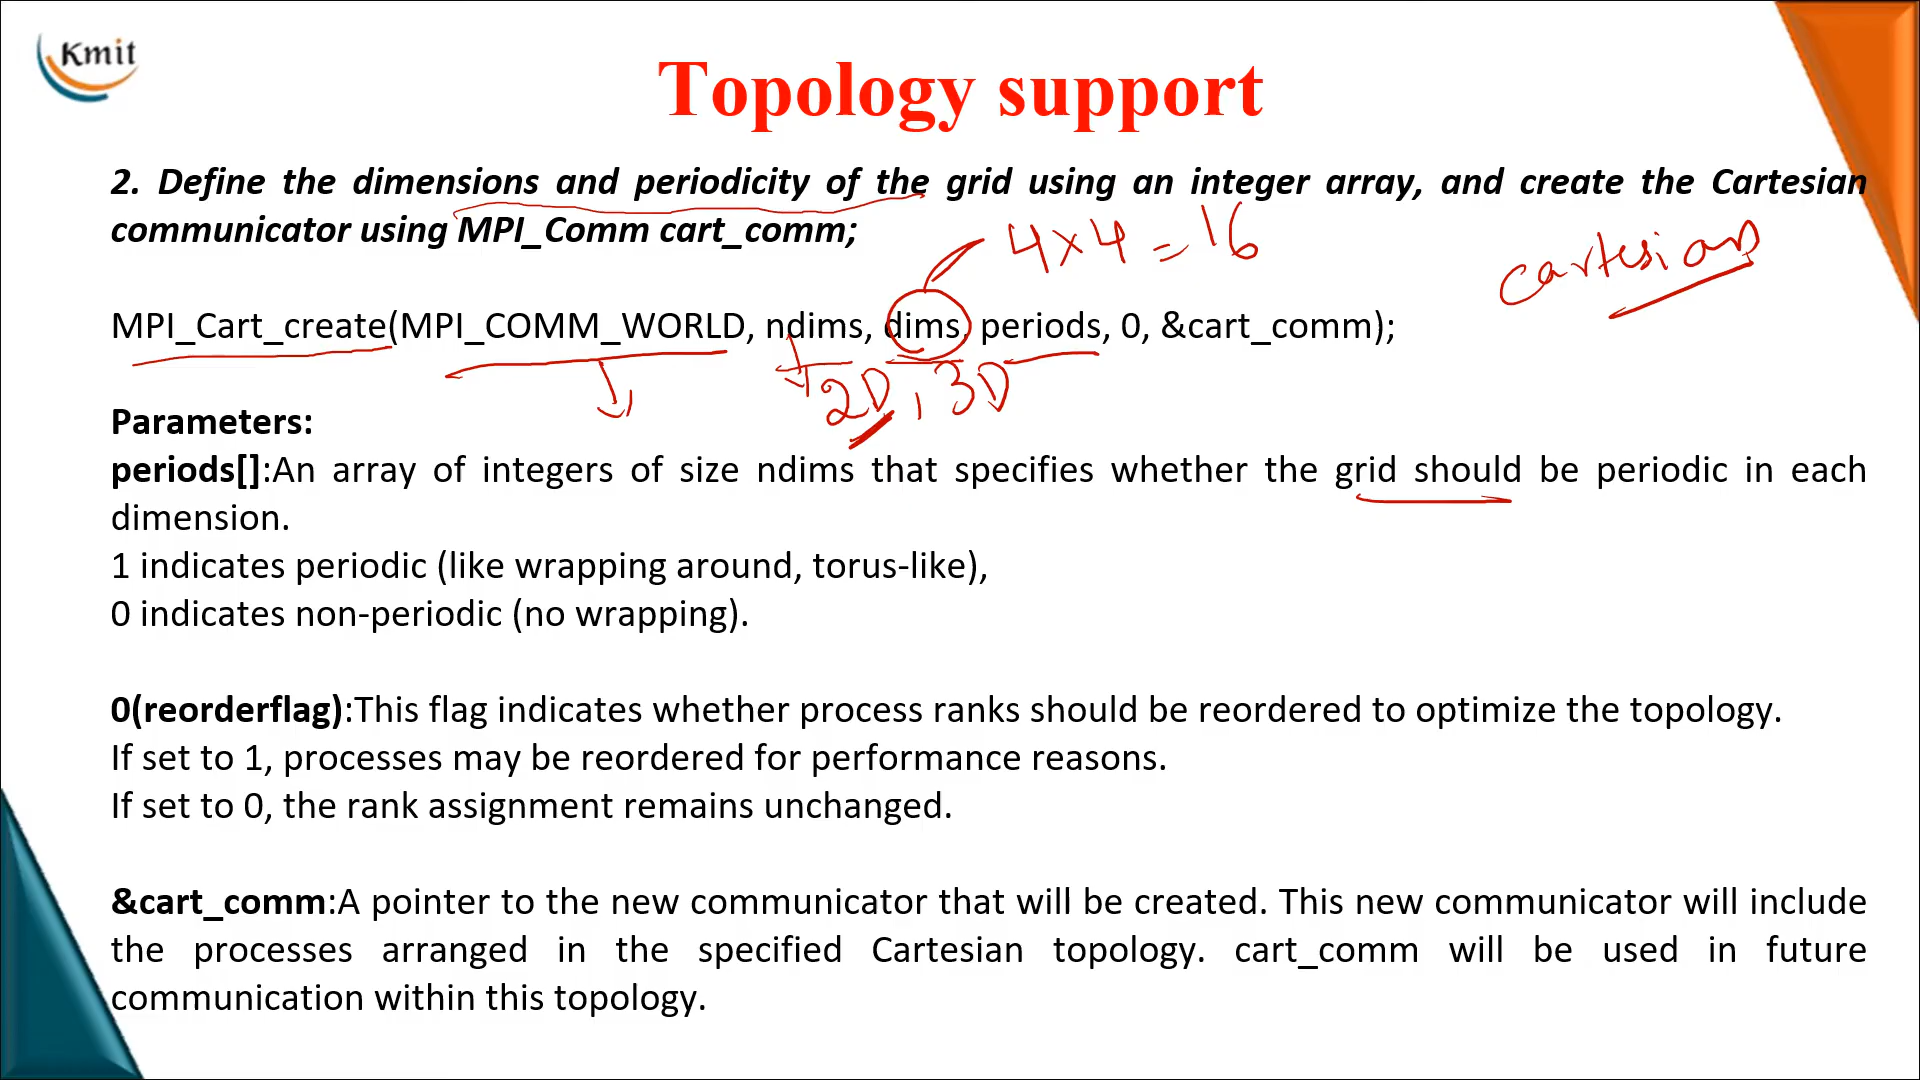 Kmit
Topology support
2. Define the dimensions and periodicity of the grid using an integer array, and create the Cartesian
communicator using MPI_Comm cart_comm;
4 x 4 = 16
cartesian
MPI_Cart_create(MPI_COMM_WORLD, ndims, dims, periods, 0, &cart_comm);
2D, 3D
Parameters:
periods[]:An array of integers of size ndims that specifies whether the grid should be periodic in each
dimension.
1 indicates periodic (like wrapping around, torus-like),
0 indicates non-periodic (no wrapping).
0(reorderflag):This flag indicates whether process ranks should be reordered to optimize the topology.
If set to 1, processes may be reordered for performance reasons.
If set to 0, the rank assignment remains unchanged.
&cart_comm:A pointer to the new communicator that will be created. This new communicator will include
the processes arranged in the specified Cartesian topology. cart_comm will be used in future
communication within this topology.